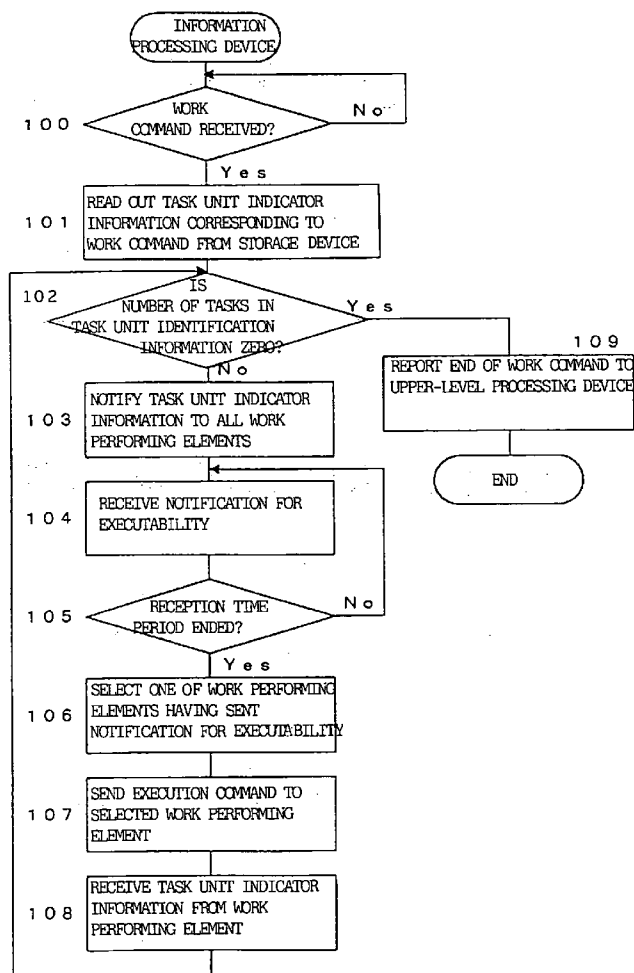 INFORMATION
PROCESSING DEVICE
100
WORK
COMMAND RECEIVED?
No
Yes
101
READ OUT TASK UNIT INDICATOR
INFORMATION CORRESPONDING TO
WORK COMMAND FROM STORAGE DEVICE
102
IS
NUMBER OF TASKS IN
TASK UNIT IDENTIFICATION
INFORMATION ZERO?
Yes
No
109
REPORT END OF WORK COMMAND TO
UPPER-LEVEL PROCESSING DEVICE
END
103
NOTIFY TASK UNIT INDICATOR
INFORMATION TO ALL WORK
PERFORMING ELEMENTS
104
RECEIVE NOTIFICATION FOR
EXECUTABILITY
105
RECEPTION TIME
PERIOD ENDED?
No
Yes
106
SELECT ONE OF WORK PERFORMING
ELEMENTS HAVING SENT
NOTIFICATION FOR EXECUTABILITY
107
SEND EXECUTION COMMAND TO
SELECTED WORK PERFORMING
ELEMENT
108
RECEIVE TASK UNIT INDICATOR
INFORMATION FROM WORK
PERFORMING ELEMENT